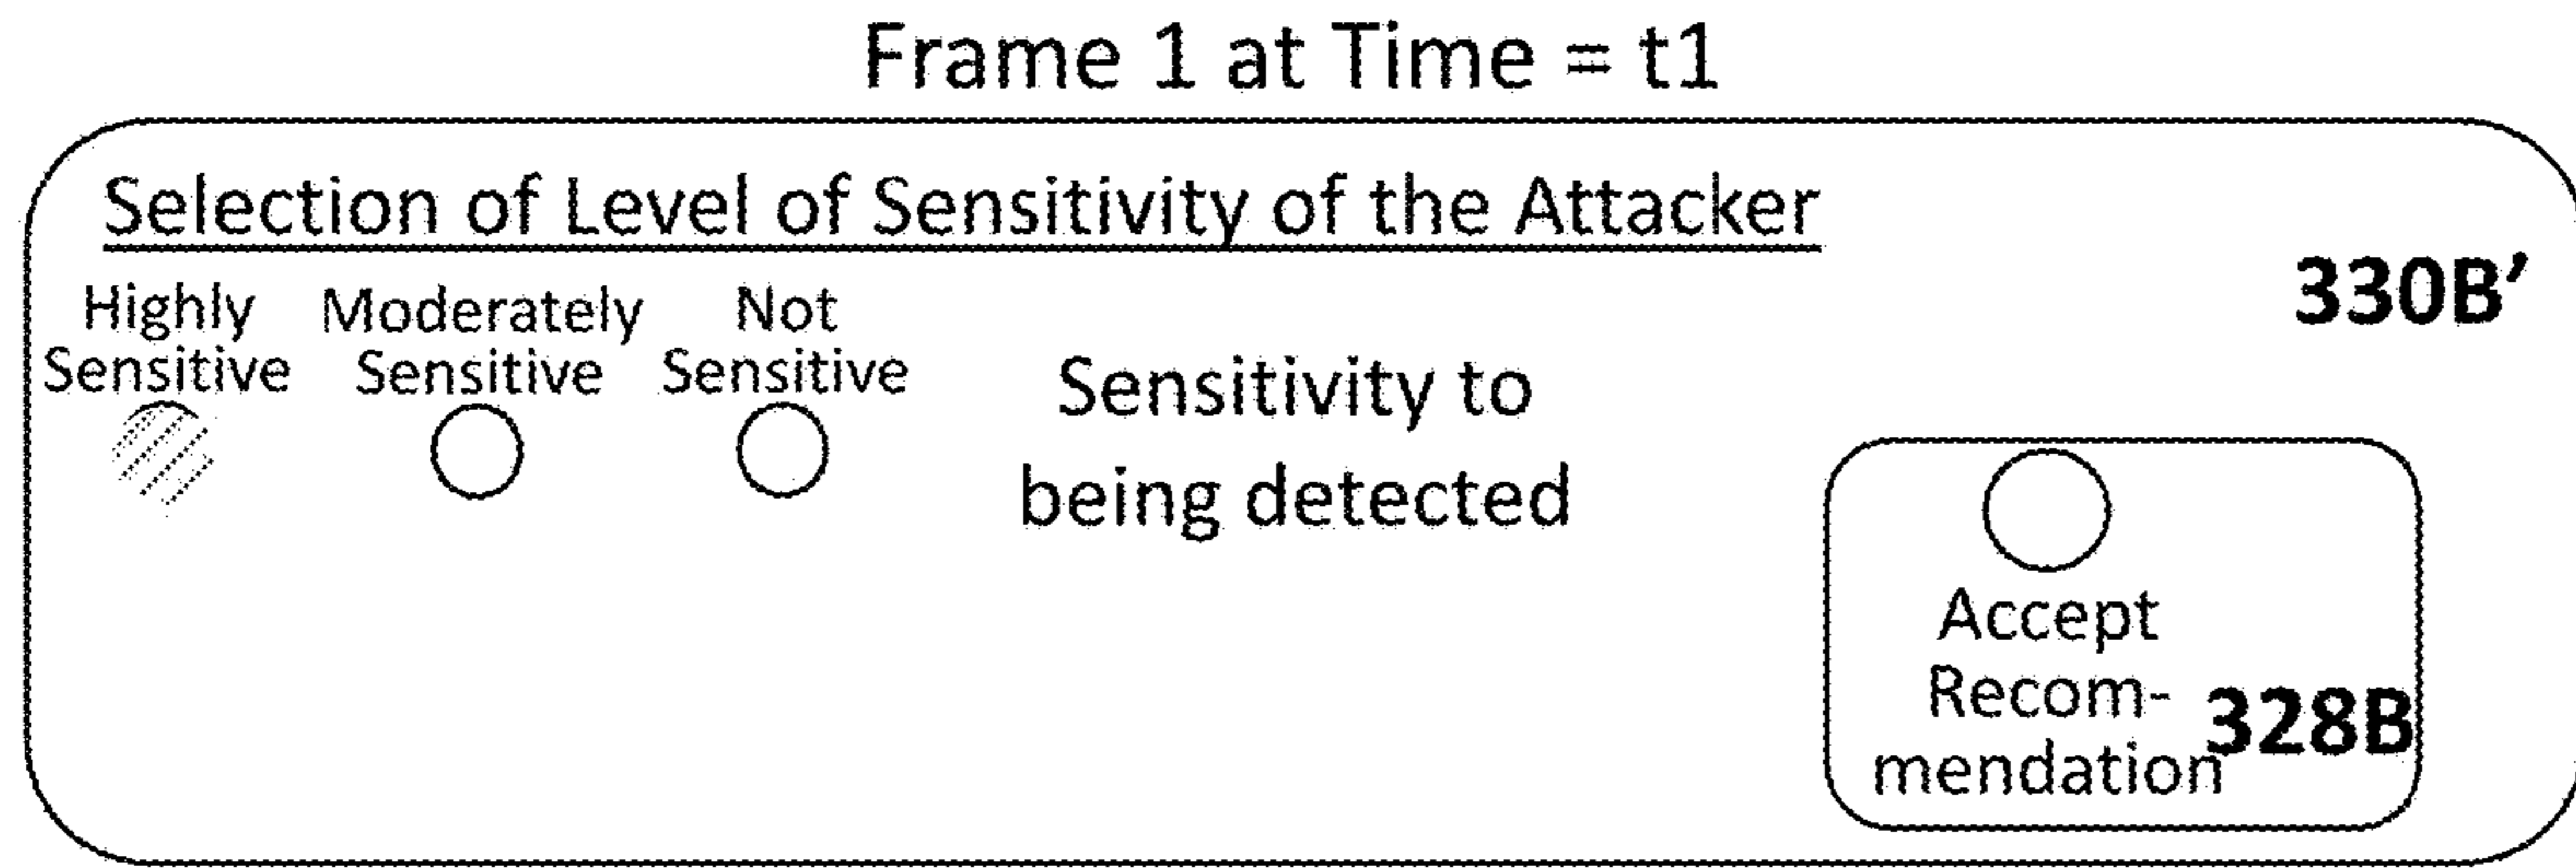 Frame 1 at Time = t1
Selection of Level of Sensitivity of the Attacker
330B’
Highly
Sensitive
Moderately
Sensitive
Not
Sensitive
Sensitivity to
being detected
Accept
Recom-
mendation
328B